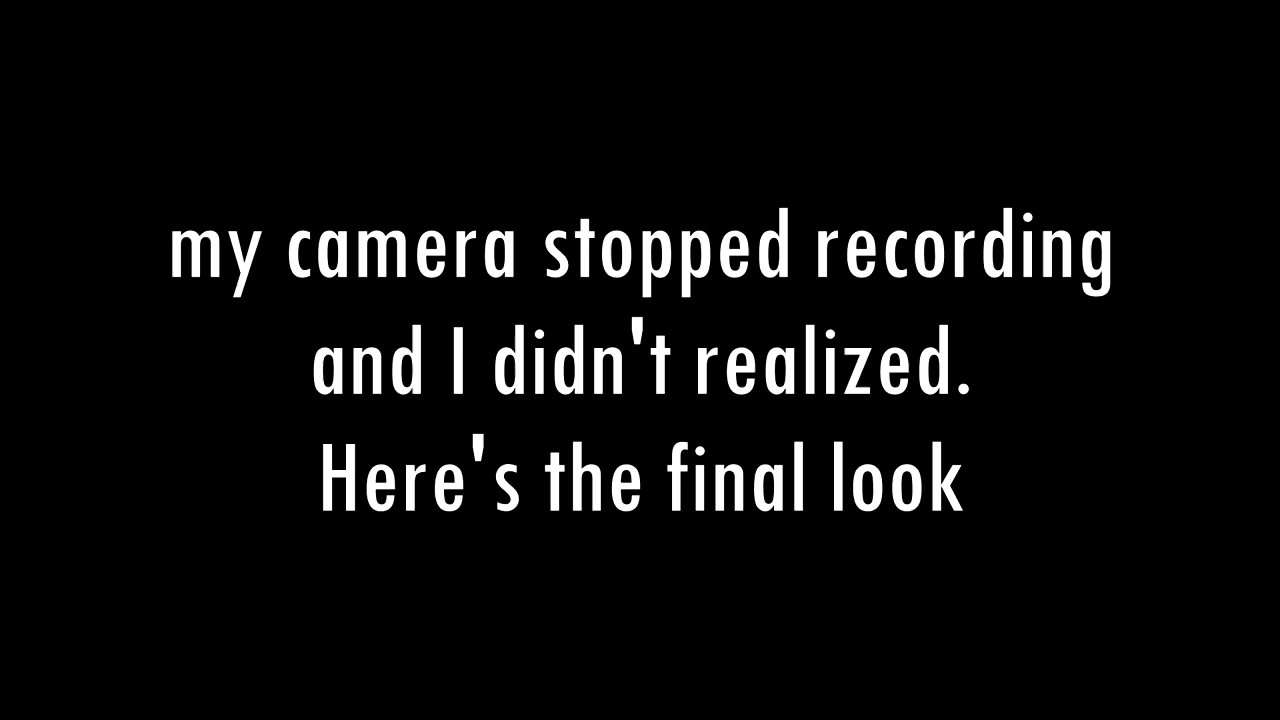 my camera stopped recording
and I didn't realized.
Here's the final look